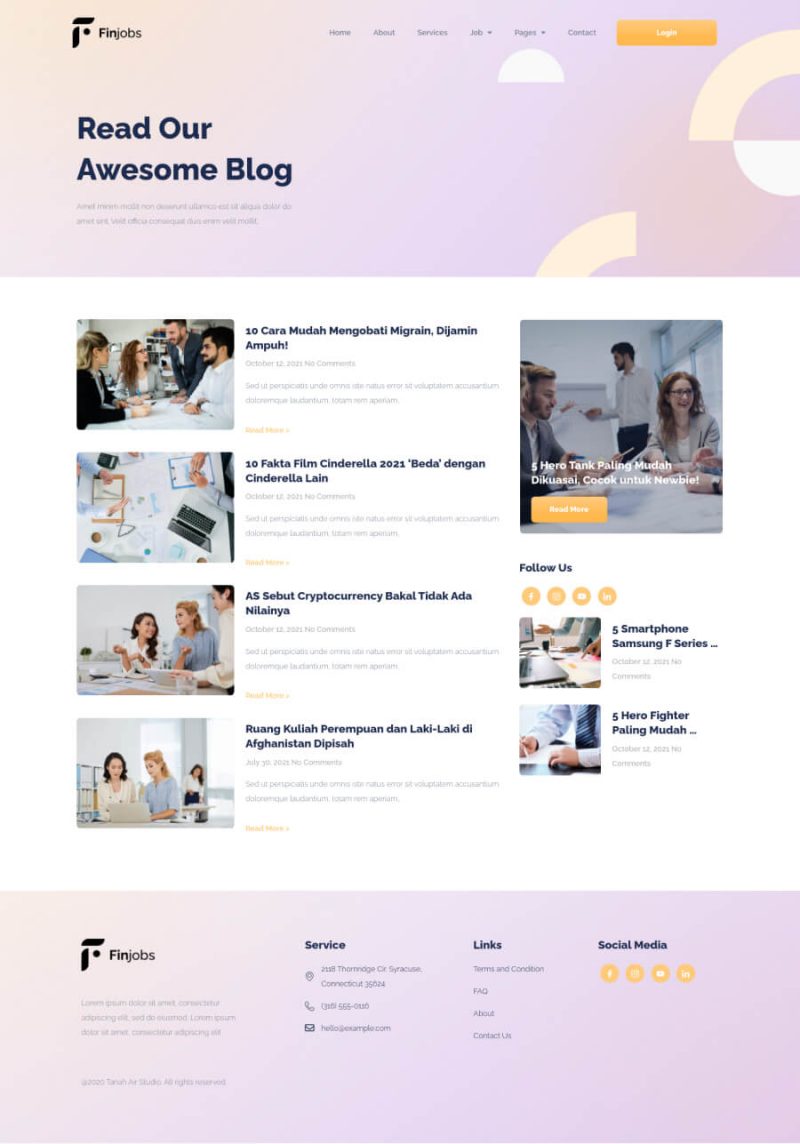 Finjobs
Home About Services Job Pages Contact Login
Read Our
Awesome Blog
Amet minim mollit non deserunt ullamco est sit aliqua dolor do
amet sint. Velit officia consequat duis enim velit mollit.
10 Cara Mudah Mengobati Migrain, Dijamin
Ampuh!
October 12, 2021 No Comments
Sed ut perspiciatis unde omnis iste natus error sit voluptatem accusantium
doloremque laudantium, totam rem aperiam,
Read More »
10 Fakta Film Cinderella 2021 'Beda' dengan
Cinderella Lain
October 12, 2021 No Comments
Sed ut perspiciatis unde omnis iste natus error sit voluptatem accusantium
doloremque laudantium, totam rem aperiam,
Read More »
AS Sebut Cryptocurrency Bakal Tidak Ada
Nilainya
October 12, 2021 No Comments
Sed ut perspiciatis unde omnis iste natus error sit voluptatem accusantium
doloremque laudantium, totam rem aperiam,
Read More »
Ruang Kuliah Perempuan dan Laki-Laki di
Afghanistan Dipisah
July 30, 2021 No Comments
Sed ut perspiciatis unde omnis iste natus error sit voluptatem accusantium
doloremque laudantium, totam rem aperiam,
Read More »
5 Hero Tank Paling Mudah
Dikuasai, Cocok untuk Newbie!
Read More
Follow Us
5 Smartphone
Samsung F Series ...
October 12, 2021 No
Comments
5 Hero Fighter
Paling Mudah ...
October 12, 2021 No
Comments
Finjobs
Lorem ipsum dolor sit amet, consectetur
adipiscing elit, sed do eiusmod. Lorem ipsum
dolor sit amet, consectetur adipiscing elit
@2020 Tanah Air Studio. All rights reserved
Service
2118 Thornridge Cir. Syracuse,
Connecticut 35624
(316) 555-0116
hello@example.com
Links
Terms and Condition
FAQ
About
Contact Us
Social Media